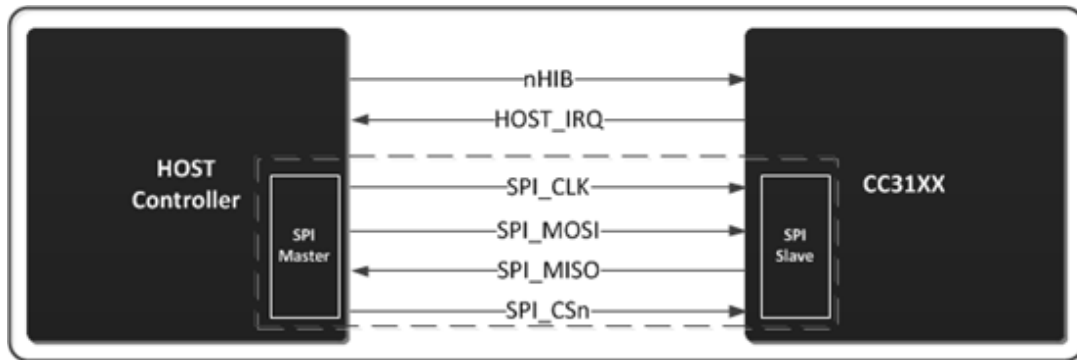 nHIB
HOST_IRQ
HOST
Controller
SPI_CLK
CC31XX
SPI
Master
SPI_MOSI
SPI
Slave
SPI_MISO
SPI_CSn